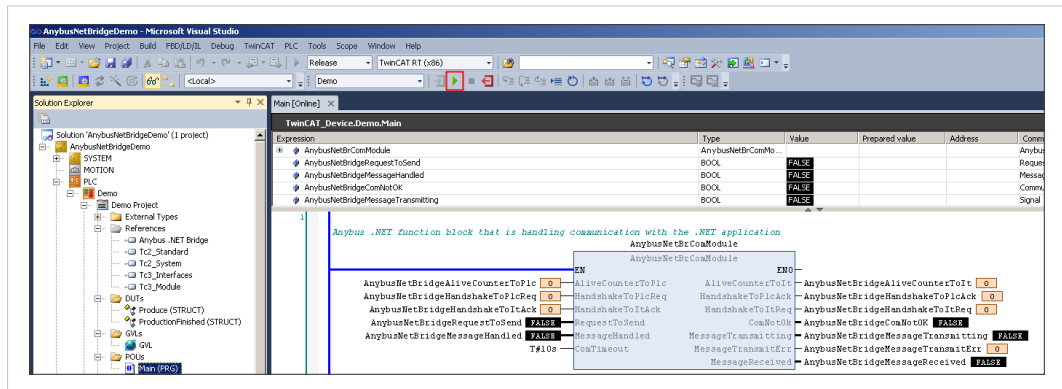 AnybusNetBridgeDemo - Microsoft Visual Studio
File Edit View Project Build FBD/LD/IL Debug TwinCAT PLC Tools Scope Window Help
Release TwinCAT RT (x86)
<Local> Demo
Solution Explorer
Main [Online]
Solution 'AnybusNetBridgeDemo' (1 project)
AnybusNetBridgeDemo
SYSTEM
MOTION
PLC
Demo
Demo Project
External Types
References
Anybus .NET Bridge
Tc2_Standard
Tc2_System
Tc3_Interfaces
Tc3_Module
DUTs
Produce (STRUCT)
ProductionFinished (STRUCT)
GVLs
GVL
POUs
Main (PRG)
TwinCAT_Device.Demo.Main
Expression Type Value Prepared value Address Comm
AnybusNetBrComModule AnybusNetBrComMo... Anybus
AnybusNetBridgeRequestToSend BOOL FALSE Reques
AnybusNetBridgeMessageHandled BOOL FALSE Messag
AnybusNetBridgeComNotOK BOOL FALSE Commu
AnybusNetBridgeMessageTransmitting BOOL FALSE Signal
1
Anybus .NET function block that is handling communication with the .NET application
AnybusNetBrComModule
AnybusNetBrComModule
EN ENO
AnybusNetBridgeAliveCounterToPlc 0 AliveCounterToPlc AliveCounterToIt AnybusNetBridgeAliveCounterToIt 0
AnybusNetBridgeHandshakeToPlcReq 0 HandshakeToPlcReq HandshakeToPlcAck AnybusNetBridgeHandshakeToPlcAck 0
AnybusNetBridgeHandshakeToItAck 0 HandshakeToItAck HandshakeToItReq AnybusNetBridgeHandshakeToItReq 0
AnybusNetBridgeRequestToSend FALSE RequestToSend ComNotOk AnybusNetBridgeComNotOK FALSE
AnybusNetBridgeMessageHandled FALSE MessageHandled MessageTransmitting AnybusNetBridgeMessageTransmitting FALSE
T#10s ComTimeout MessageTransmitErr AnybusNetBridgeMessageTransmitErr 0
MessageReceived AnybusNetBridgeMessageReceived FALSE